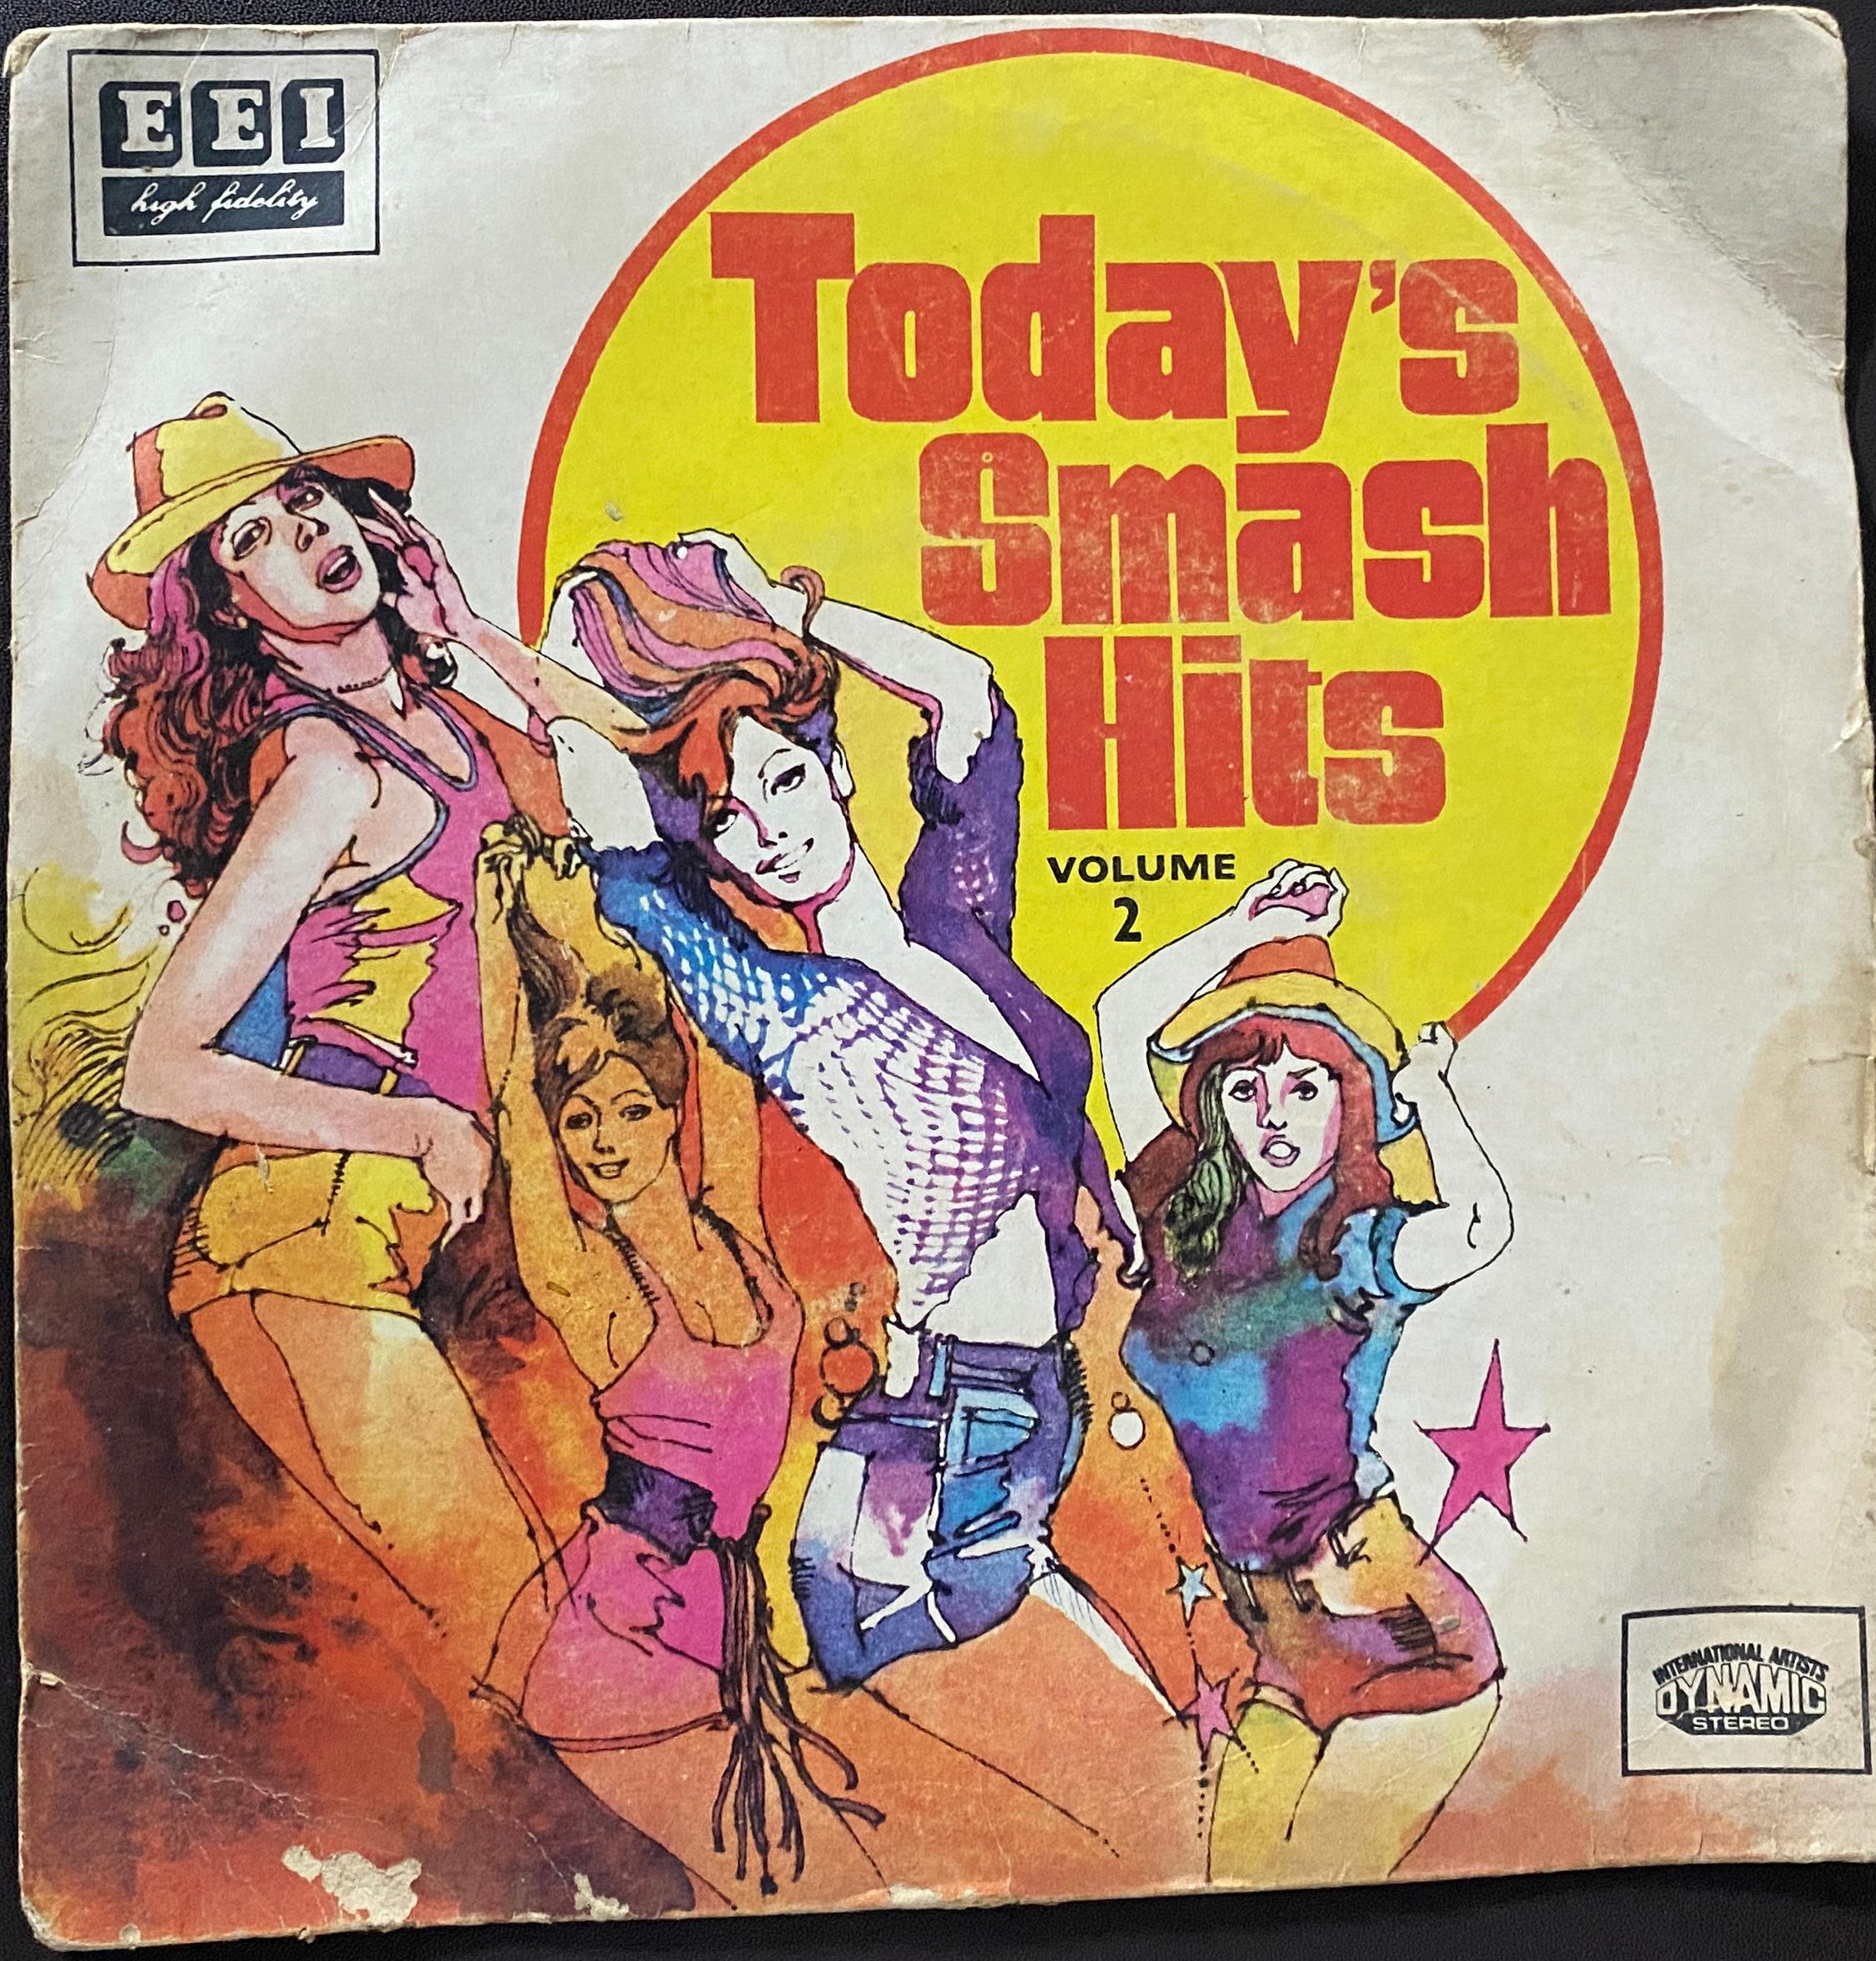 EEI
high fidelity
Today's
Smash
Hits
VOLUME
2
INTERNATIONAL ARTISTS
DYNAMIC
STEREO